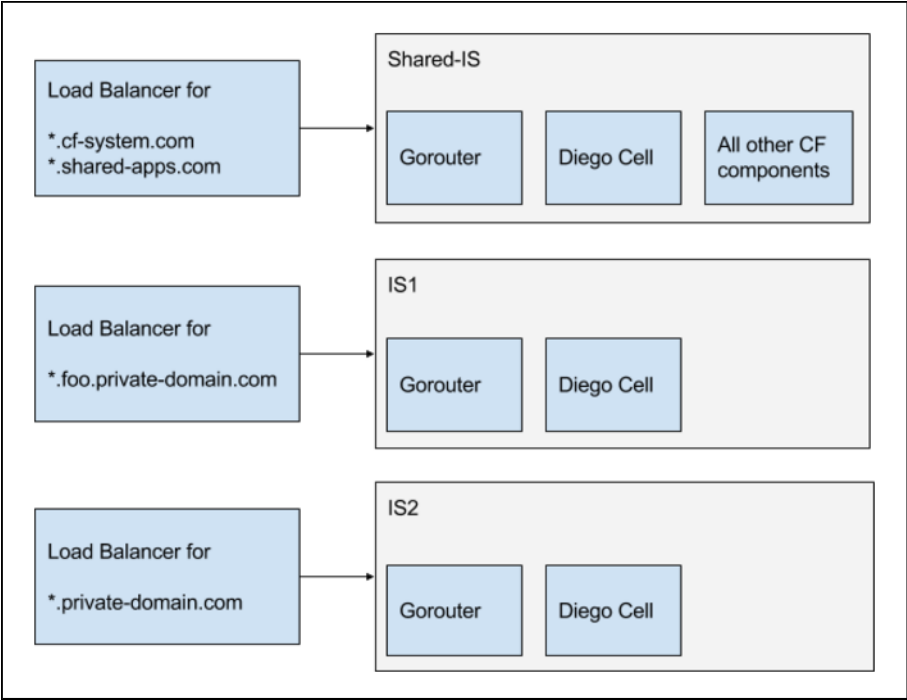 Load Balancer for
*.cf-system.com
*.shared-apps.com
Shared-IS
Gorouter
Diego Cell
All other CF
components
Load Balancer for
*.foo.private-domain.com
IS1
Gorouter
Diego Cell
Load Balancer for
*.private-domain.com
IS2
Gorouter
Diego Cell